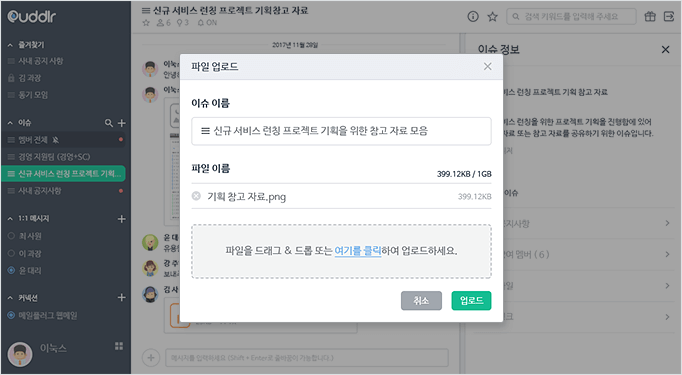 Quddlr
즐겨찾기
사내 공지 사항
김 과장
동기 모임
이슈
멤버 전체
경영 지원팀 (경영+SC)
신규 서비스 런칭 프로젝트 기획...
사내 공지사항
1:1 메시지
최 사원
이 과장
윤 대리
커넥션
메일플러그 웹메일
이눅스
신규 서비스 런칭 프로젝트 기획참고 자료
6 3 ON
검색 키워드를 입력해 주세요
2017년 11월 28일
파일 업로드
이슈 이름
신규 서비스 런칭 프로젝트 기획을 위한 참고 자료 모음
파일 이름
399.12KB / 1GB
기획 참고 자료.png
399.12KB
파일을 드래그 & 드롭 또는 여기를 클릭하여 업로드하세요.
취소
업로드
메시지를 입력하세요 (Shift + Enter로 줄바꿈이 가능합니다.)
이슈 정보
비스 런칭 프로젝트 기획 참고 자료
비스 런칭을 위한 프로젝트 기획을 진행함에 있어
자료 또는 참고 자료를 공유하기 위한 이슈입니다.
이슈
공지사항
참여 멤버 ( 6 )
파일
링크